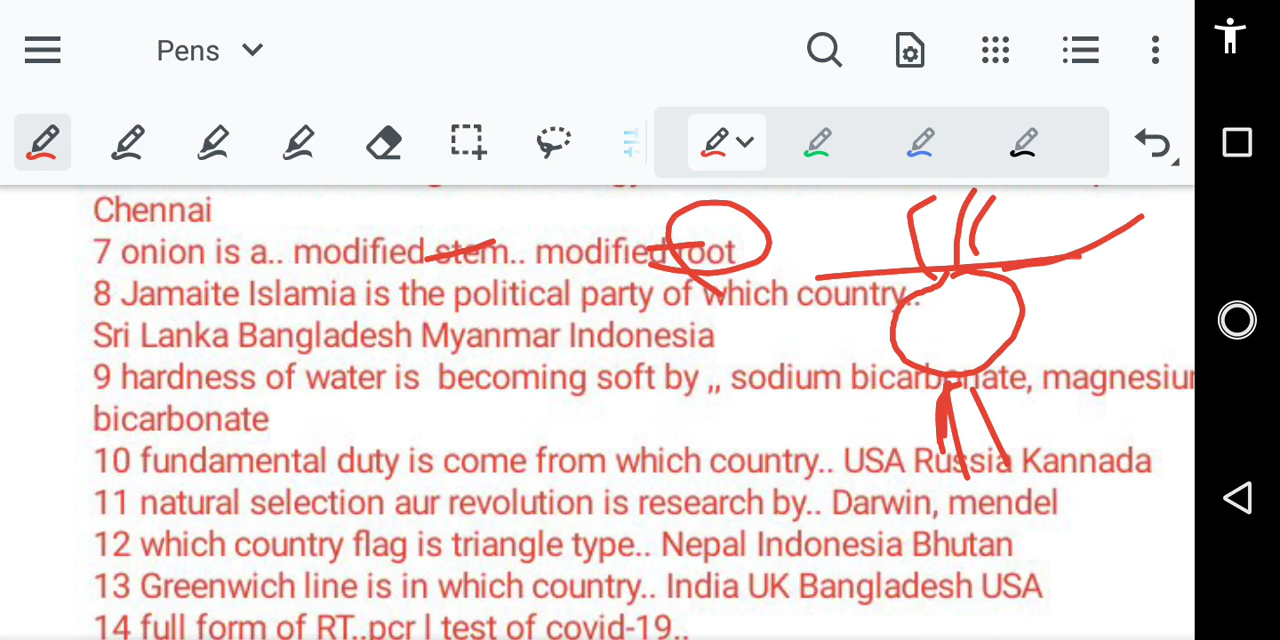 Pens
Chennai
7 onion is a.. modified stem.. modified root
8 Jamaite Islamia is the political party of which country..
Sri Lanka Bangladesh Myanmar Indonesia
9 hardness of water is becoming soft by ,, sodium bicarbonate, magnesium
bicarbonate
10 fundamental duty is come from which country.. USA Russia Kannada
11 natural selection aur revolution is research by.. Darwin, mendel
12 which country flag is triangle type.. Nepal Indonesia Bhutan
13 Greenwich line is in which country.. India UK Bangladesh USA
14 full form of RT..pcr l test of covid-19..